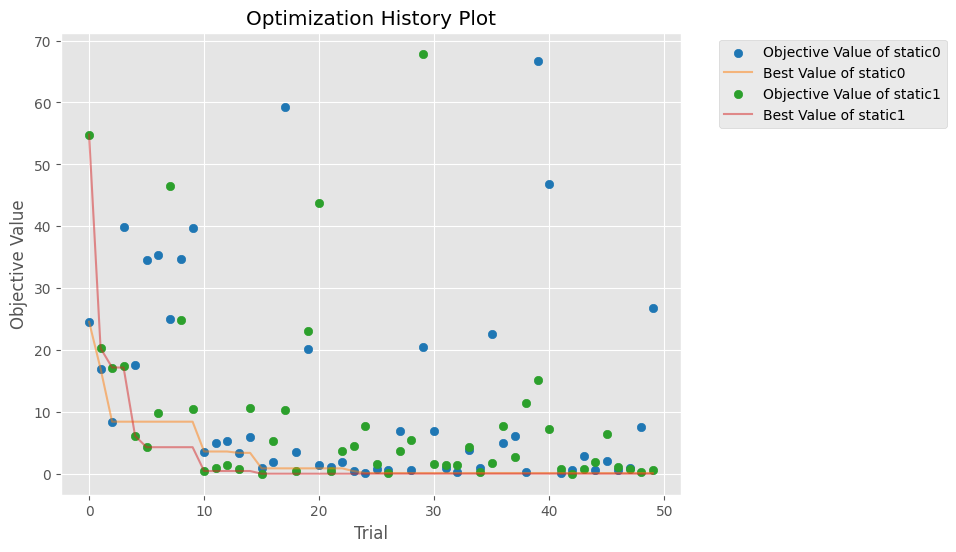 Optimization History Plot
Objective Value of static0
Best Value of static0
Objective Value of static1
Best Value of static1
Objective Value
70
60
50
40
30
20
10
0
0 10 20 30 40 50
Trial